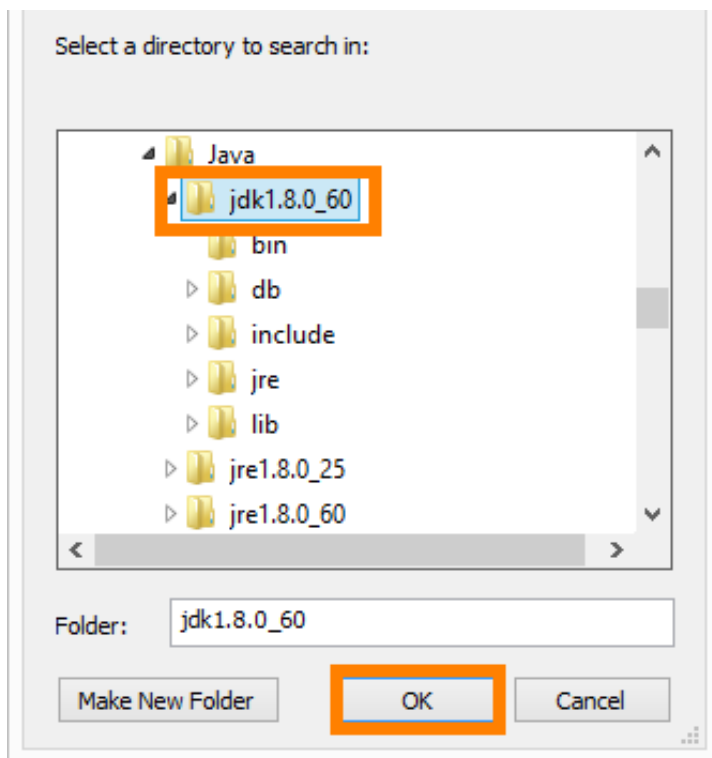 Select a directory to search in:
Java
jdk1.8.0_60
bin
db
include
jre
lib
jre1.8.0_25
jre1.8.0_60
Folder: jdk1.8.0_60
Make New Folder OK Cancel